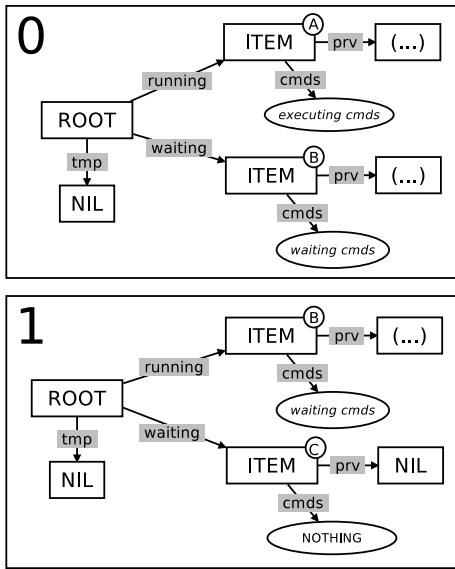 0
A
ITEM
prv
(...)
running
cmds
executing cmds
ROOT
waiting
B
tmp
ITEM
prv
(...)
NIL
cmds
waiting cmds
1
B
ITEM
prv
(...)
running
cmds
ROOT
waiting cmds
tmp
waiting
C
ITEM
prv
NIL
NIL
cmds
NOTHING